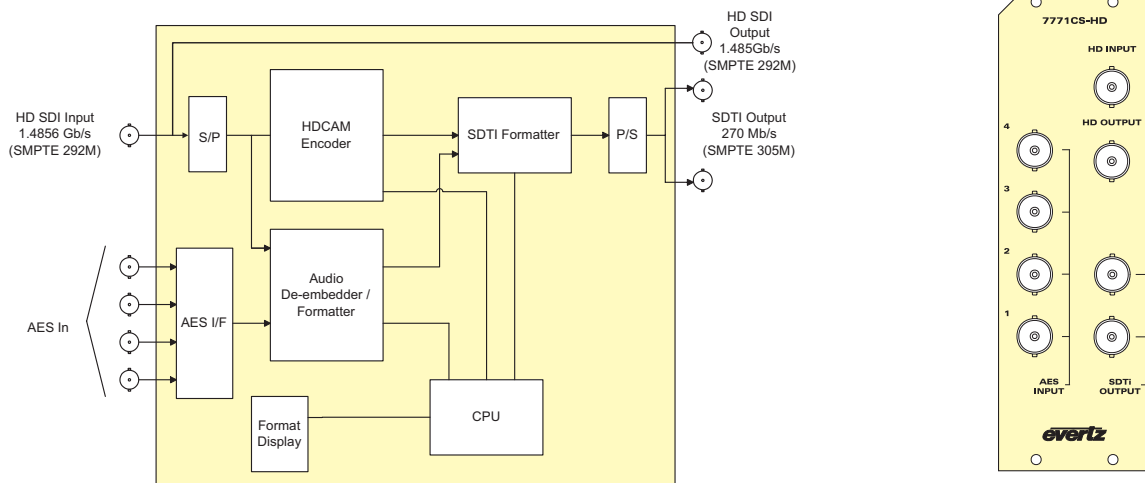 HD SDI Input
1.4856 Gb/s
(SMPTE 292M)
AES In
S/P
HDCAM
Encoder
SDTI Formatter
P/S
AES I/F
Audio
De-embedder /
Formatter
Format
Display
CPU
HD SDI
Output
1.485Gb/s
(SMPTE 292M)
SDTI Output
270 Mb/s
(SMPTE 305M)
7771CS-HD
HD INPUT
HD OUTPUT
4
3
2
1
AES
INPUT
SDTi
OUTPUT
evertz